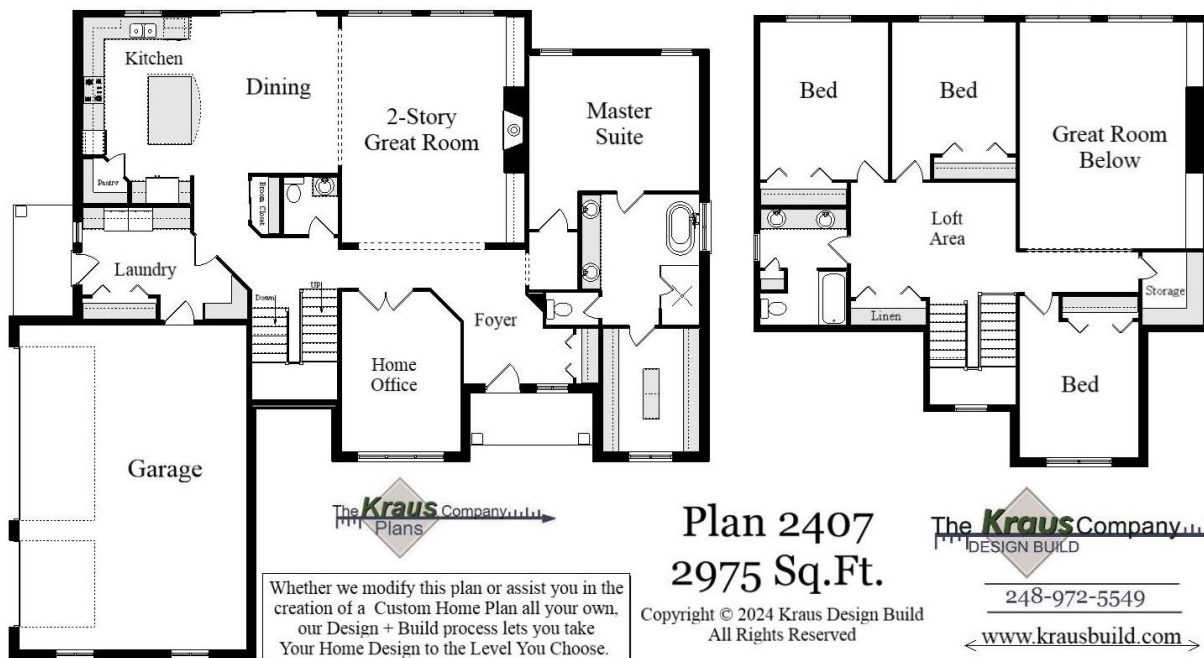 Kitchen
Dining
2-Story
Great Room
Master
Suite
Pantry
Broom Closet
Laundry
Down
UP
Foyer
Home
Office
Garage
Bed
Bed
Great Room
Below
Loft
Area
Storage
Linen
Bed
The Kraus Company
Plans
Whether we modify this plan or assist you in the
creation of a Custom Home Plan all your own,
our Design + Build process lets you take
Your Home Design to the Level You Choose.
Plan 2407
2975 Sq.Ft.
Copyright © 2024 Kraus Design Build
All Rights Reserved
The Kraus Company
DESIGN BUILD
248-972-5549
www.krausbuild.com